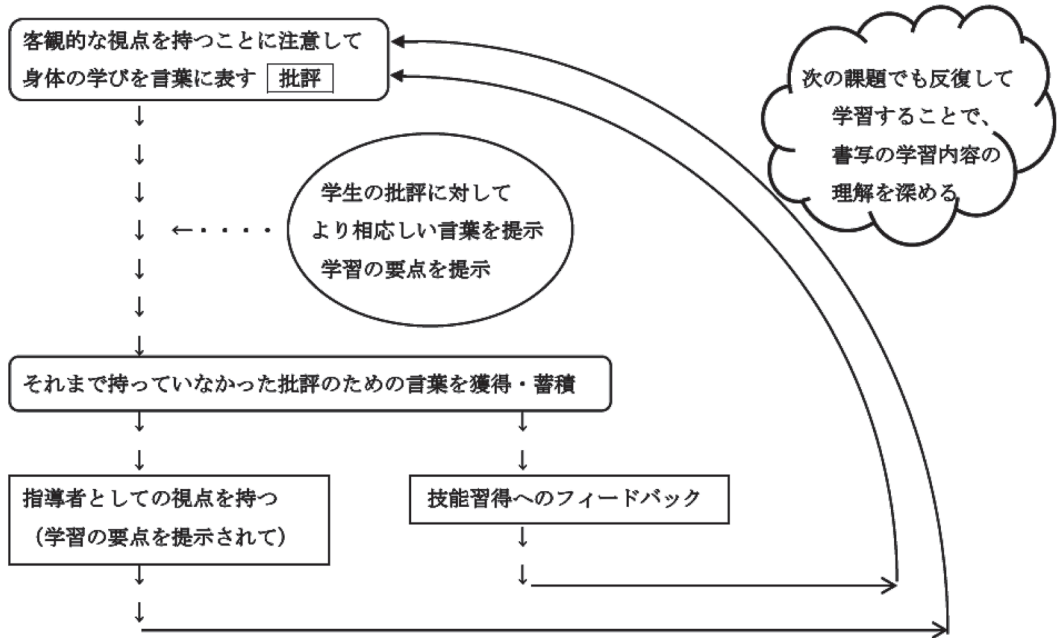 客観的な視点を持つことに注意して
身体の学びを言葉に表す 批評
次の課題でも反復して
学習することで、
書写の学習内容の
理解を深める
学生の批評に対して
より相応しい言葉を提示
学習の要点を提示
それまで持っていなかった批評のための言葉を獲得・蓄積
指導者としての視点を持つ
（学習の要点を提示されて）
技能習得へのフィードバック